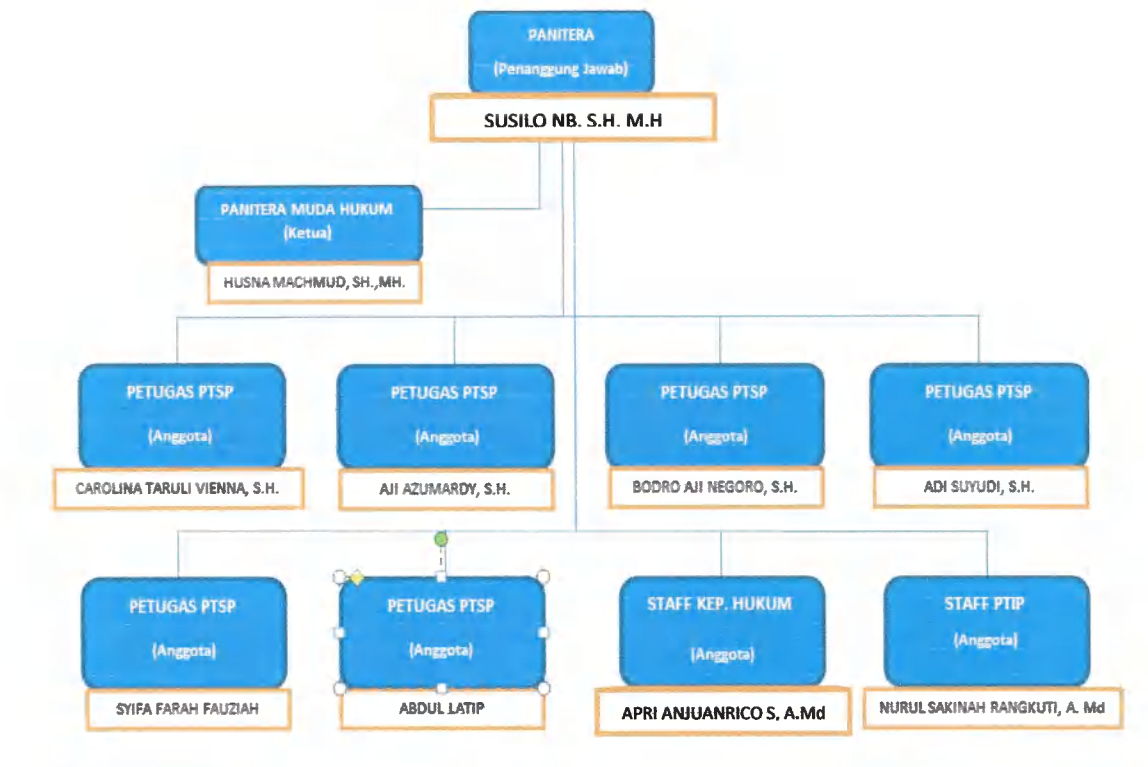 PANITERA
(Penanggung Jawab)
SUSILO NB. S.H. M.H
PANITERA MUDA HUKUM
(Ketua)
HUSNA MACHMUD, SH.,MH.
PETUGAS PTSP
(Anggota)
CAROLINA TARULI VIENNA, S.H.
PETUGAS PTSP
(Anggota)
AJI AZUMARDY, S.H.
PETUGAS PTSP
(Anggota)
BODRO AJI NEGORO, S.H.
PETUGAS PTSP
(Anggota)
ADI SUYUDI, S.H.
PETUGAS PTSP
(Anggota)
SYIFA FARAH FAUZIAH
PETUGAS PTSP
(Anggota)
ABDUL LATIP
STAFF KEP. HUKUM
(Anggota)
APRI ANJUANRICO S, A.Md
STAFF PTIP
(Anggota)
NURUL SAKINAH RANGKUTI, A. Md